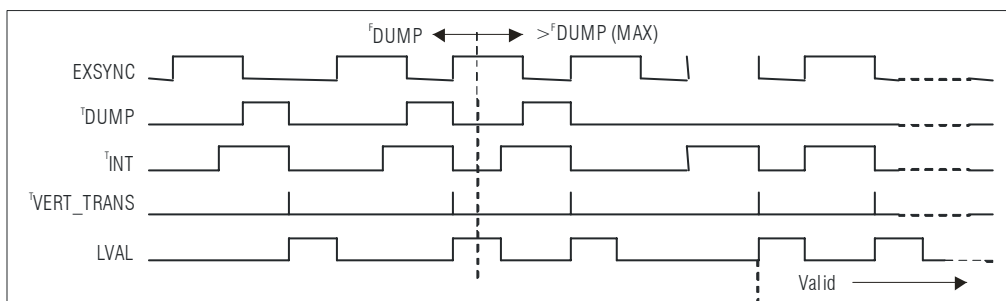 ᶠDUMP >ᶠDUMP (MAX)
EXSYNC
ᵀDUMP
ᵀINT
ᵀVERT_TRANS
LVAL
Valid